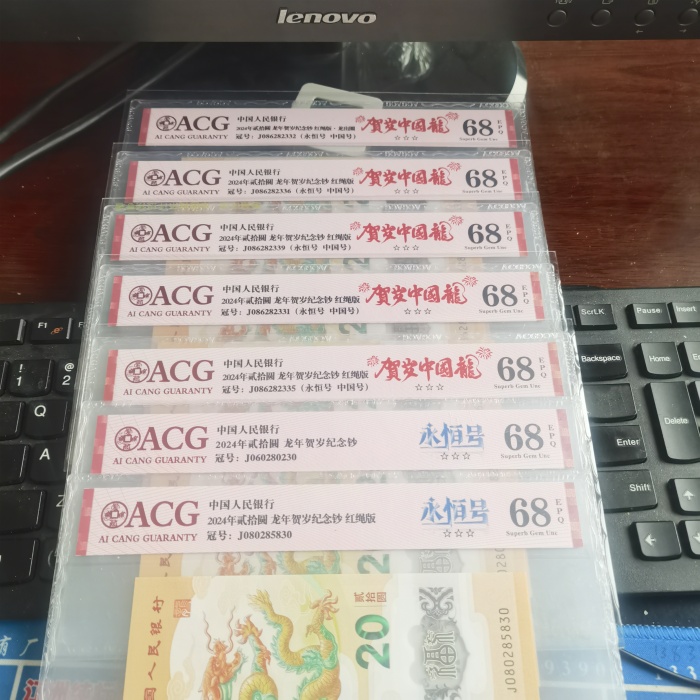 lenovo
ACG
AI CANG GUARANTY
中国人民银行
2024年贰拾圆 龙年贺岁纪念钞 红绳版·龙出圈
冠号：J086282332（永恒号 中国号）
贺岁中国龍
☆☆☆
68
EPQ
Superb Gem Unc
ACG
AI CANG GUARANTY
中国人民银行
2024年贰拾圆 龙年贺岁纪念钞 红绳版
冠号：J086282336（永恒号 中国号）
贺岁中国龍
☆☆☆
68
EPQ
Superb Gem Unc
ACG
AI CANG GUARANTY
中国人民银行
2024年贰拾圆 龙年贺岁纪念钞 红绳版
冠号：J086282339（永恒号 中国号）
贺岁中国龍
☆☆☆
68
EPQ
Superb Gem Unc
ACG
AI CANG GUARANTY
中国人民银行
2024年贰拾圆 龙年贺岁纪念钞 红绳版
冠号：J086282331（永恒号 中国号）
贺岁中国龍
☆☆☆
68
EPQ
Superb Gem Unc
ACG
AI CANG GUARANTY
中国人民银行
2024年贰拾圆 龙年贺岁纪念钞 红绳版
冠号：J086282335（永恒号 中国号）
贺岁中国龍
☆☆☆
68
EPQ
Superb Gem Unc
ACG
AI CANG GUARANTY
中国人民银行
2024年贰拾圆 龙年贺岁纪念钞
冠号：J060280230
永恒号
☆☆☆
68
EPQ
Superb Gem Unc
ACG
AI CANG GUARANTY
中国人民银行
2024年贰拾圆 龙年贺岁纪念钞 红绳版
冠号：J080285830
永恒号
☆☆☆
68
EPQ
Superb Gem Unc
国人民银行
20
贰拾圆
J080285830
F1
!
1
@
2
Q
ScrLK
Pause
Insert
Backspace
Home
Enter
Delete
Shift